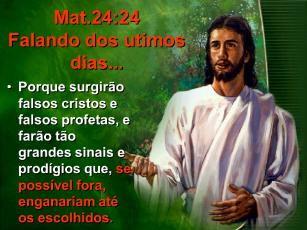 Mat.24:24
Falando dos utimos
dias...
• Porque surgirão
falsos cristos e
falsos profetas, e
farão tão
grandes sinais e
prodígios que, se
possível fora,
enganariam até
os escolhidos.